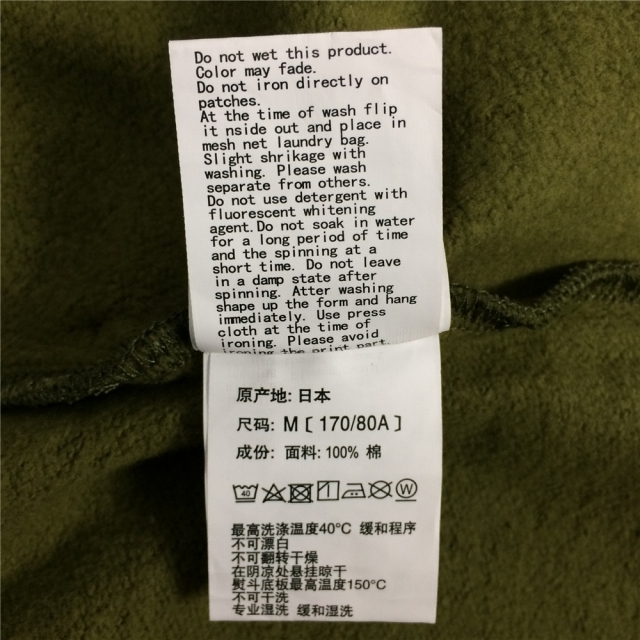 Do not wet this product.
Color may fade.
Do not iron directly on
patches.
At the time of wash flip
it nside out and place in
mesh net laundry bag.
Slight shrikage with
washing. Please wash
separate from others.
Do not use detergent with
fluorescent whitening
agent.Do not soak in water
for a long period of time
and the spinning at a
short time. Do not leave
in a damp state after
spinning. Atter washing
shape up the form and hang
immediately. Use press
cloth at the time of
ironing. Please avoid
ironing the print part.
原产地: 日本
尺码: M [ 170/80A ]
成份: 面料: 100% 棉
40 W
最高洗涤温度40°C 缓和程序
不可漂白
不可翻转干燥
在阴凉处悬挂晾干
熨斗底板最高温度150°C
不可干洗
专业湿洗 缓和湿洗